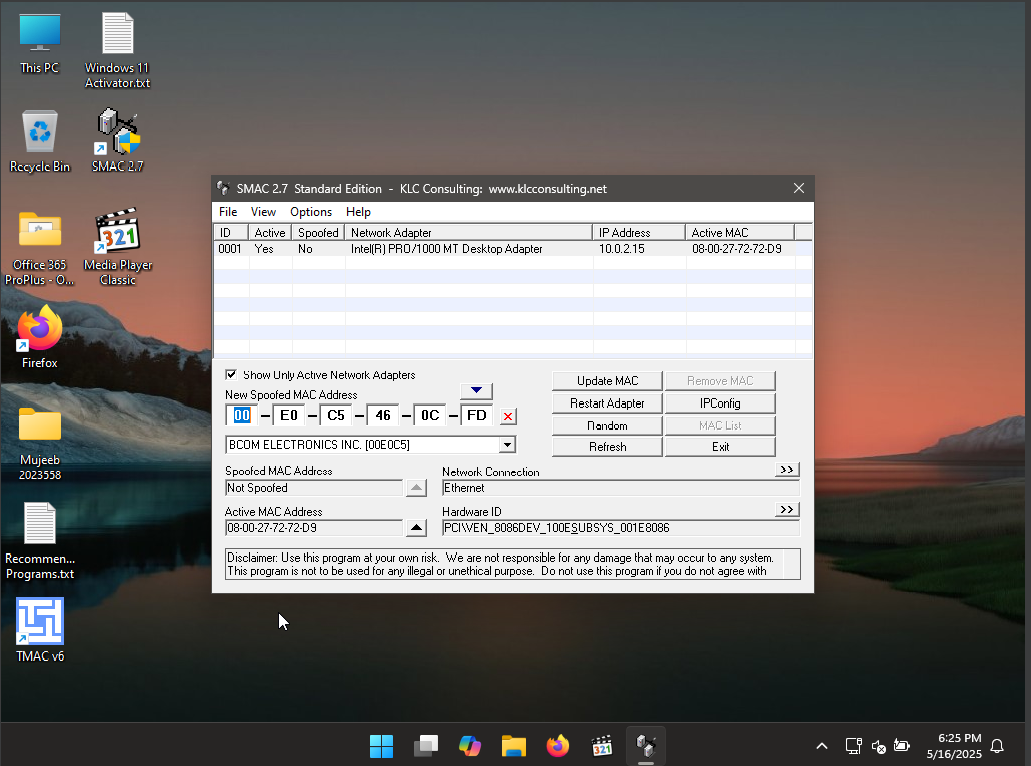 This PC
Windows 11
Activator.txt
Recycle Bin
SMAC 2.7
Office 365
ProPlus - O...
Media Player
Classic
321
Firefox
Mujeeb
2023558
Recommen...
Programs.txt
TMAC v6
SMAC 2.7 Standard Edition - KLC Consulting: www.klcconsulting.net
File View Options Help
ID Active Spoofed Network Adapter IP Address Active MAC
0001 Yes No Intel(R) PRO/1000 MT Desktop Adapter 10.0.2.15 08-00-27-72-72-D9
Show Only Active Network Adapters
New Spoofed MAC Address
00 - E0 - C5 - 46 - 0C - FD
BCOM ELECTRONICS INC. [00E0C5]
Update MAC Remove MAC
Restart Adapter IPConfig
Random MAC List
Refresh Exit
Spoofed MAC Address
Not Spoofed
Network Connection >>
Ethernet
Active MAC Address
08-00-27-72-72-D9
Hardware ID >>
PCI\VEN_8086DEV_100ESUBSYS_001E8086
Disclaimer: Use this program at your own risk. We are not responsible for any damage that may occur to any system.
This program is not to be used for any illegal or unethical purpose. Do not use this program if you do not agree with
321
6:25 PM
5/16/2025